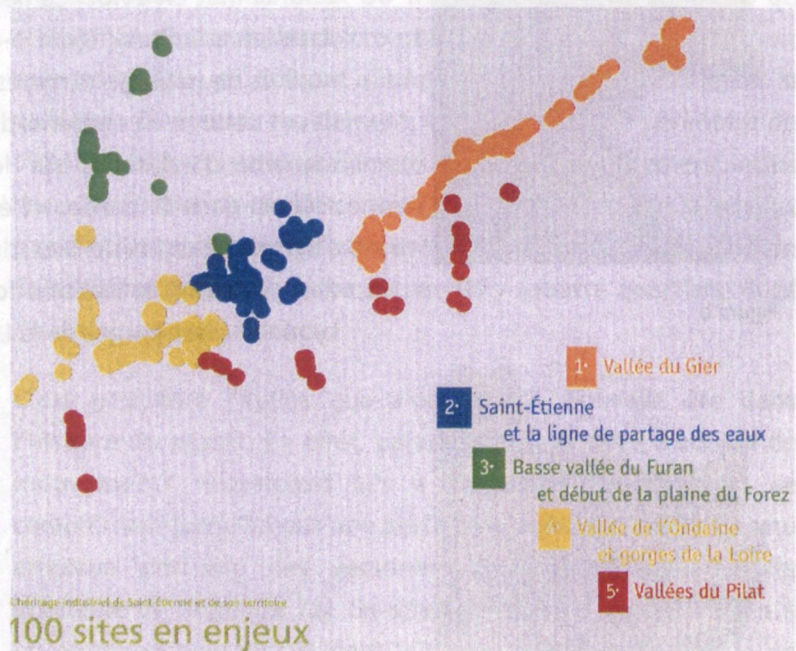 1· Vallée du Gier
2· Saint-Étienne
et la ligne de partage des eaux
3· Basse vallée du Furan
et début de la plaine du Forez
4· Vallée de l'Ondaine
et gorges de la Loire
5· Vallées du Pilat
L'héritage industriel de Saint-Étienne et de son territoire
100 sites en enjeux